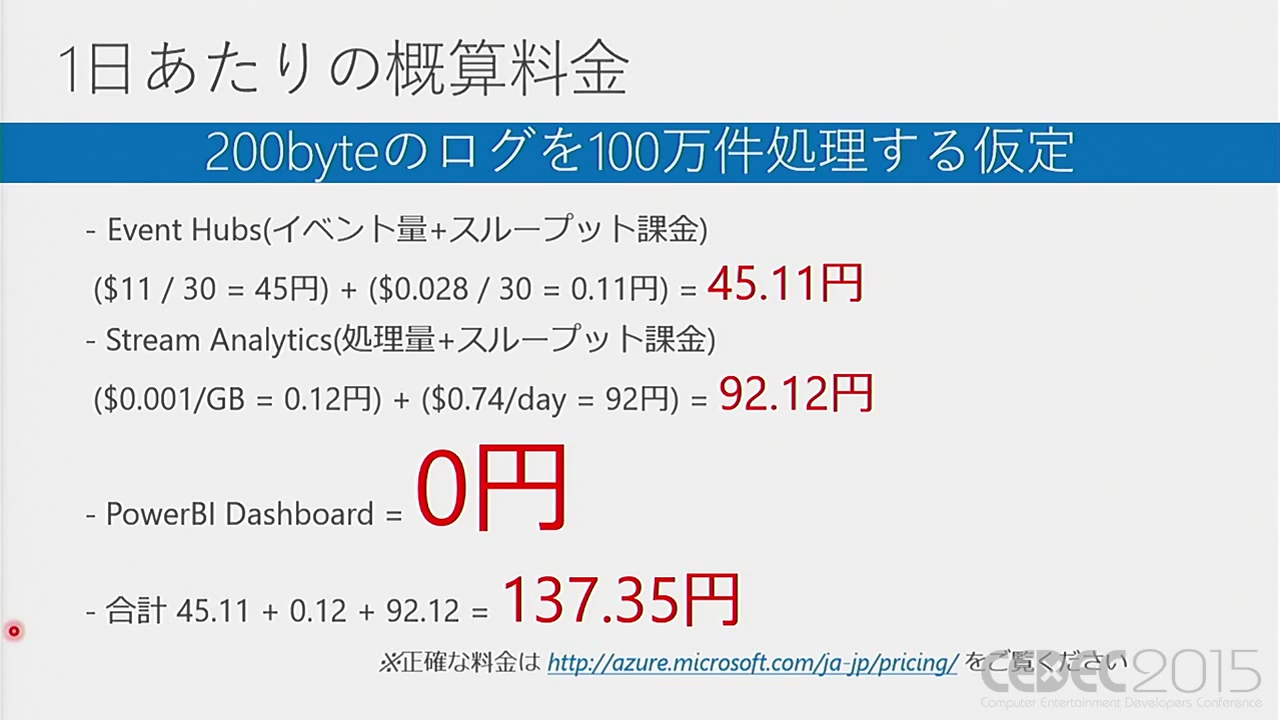 1日あたりの概算料金
200byteのログを100万件処理する仮定
- Event Hubs(イベント量+スループット課金)
($11 / 30 = 45円) + ($0.028 / 30 = 0.11円) = 45.11円
- Stream Analytics(処理量+スループット課金)
($0.001/GB = 0.12円) + ($0.74/day = 92円) = 92.12円
- PowerBI Dashboard = 0円
- 合計 45.11 + 0.12 + 92.12 = 137.35円
※正確な料金は http://azure.microsoft.com/ja-jp/pricing/ をご覧ください
CEDEC2015
Computer Entertainment Developers Conference